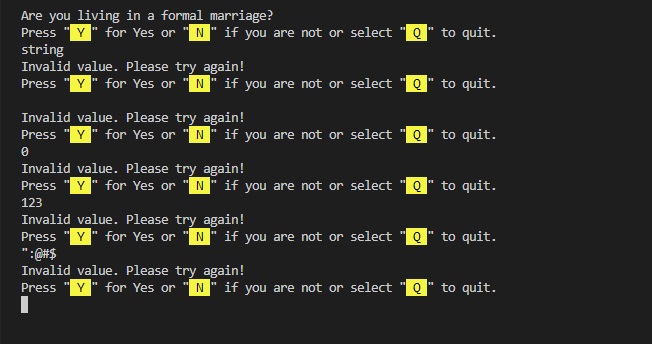 Are you living in a formal marriage?
Press " Y " for Yes or " N " if you are not or select " Q " to quit.
string
Invalid value. Please try again!
Press " Y " for Yes or " N " if you are not or select " Q " to quit.
Invalid value. Please try again!
Press " Y " for Yes or " N " if you are not or select " Q " to quit.
0
Invalid value. Please try again!
Press " Y " for Yes or " N " if you are not or select " Q " to quit.
123
Invalid value. Please try again!
Press " Y " for Yes or " N " if you are not or select " Q " to quit.
":@#$
Invalid value. Please try again!
Press " Y " for Yes or " N " if you are not or select " Q " to quit.